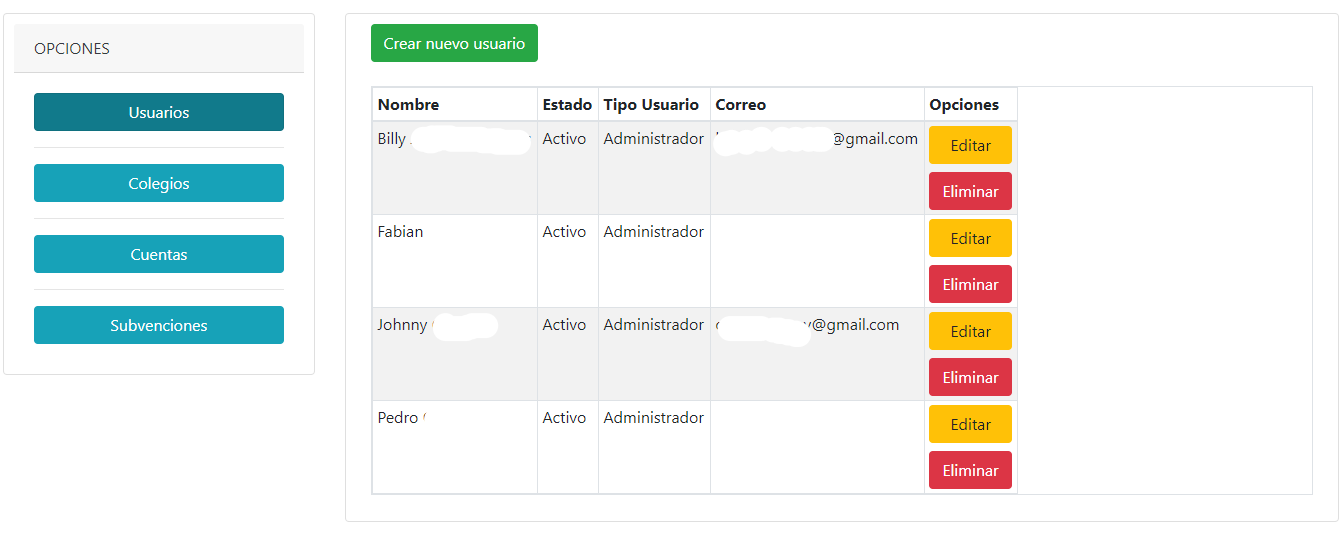 OPCIONES
Usuarios
Colegios
Cuentas
Subvenciones
Crear nuevo usuario
Nombre Estado Tipo Usuario Correo Opciones
Billy Activo Administrador @gmail.com Editar
Eliminar
Fabian Activo Administrador Editar
Eliminar
Johnny Activo Administrador @gmail.com Editar
Eliminar
Pedro Activo Administrador Editar
Eliminar